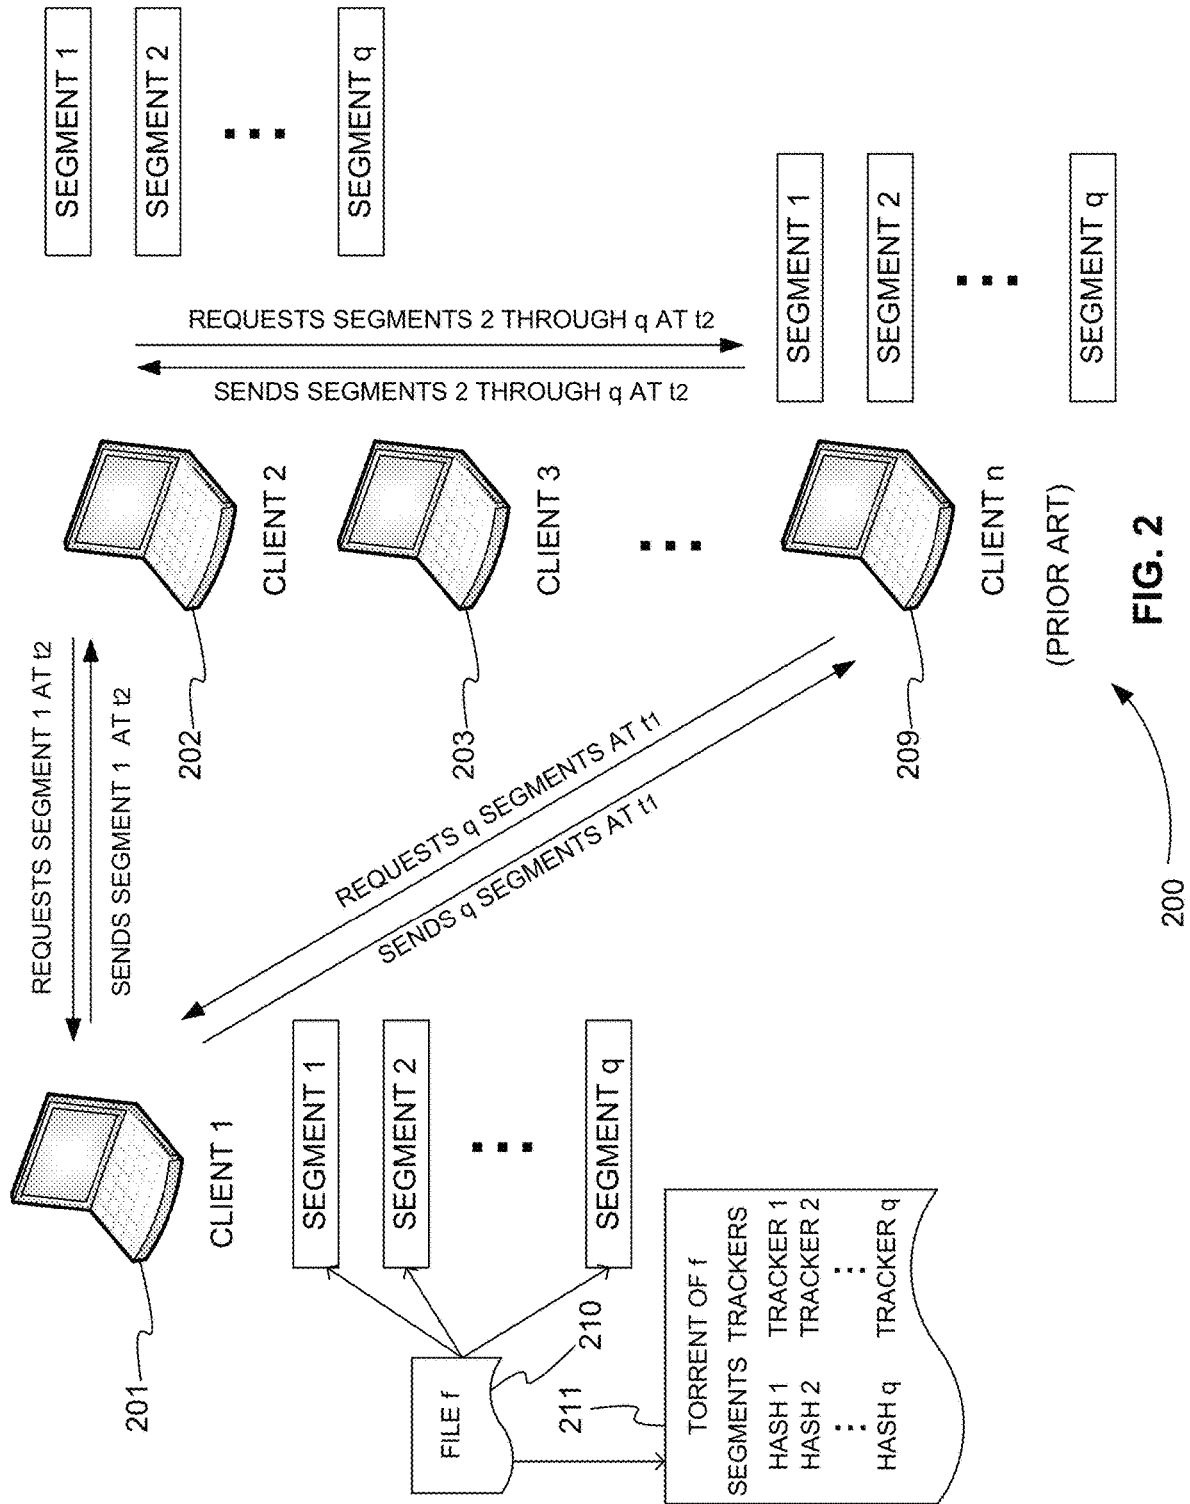 201
CLIENT 1
REQUESTS SEGMENT 1 AT t2
SENDS SEGMENT 1 AT t2
202
CLIENT 2
SEGMENT 1
SEGMENT 2
SEGMENT q
203
CLIENT 3
REQUESTS SEGMENTS 2 THROUGH q AT t2
SENDS SEGMENTS 2 THROUGH q AT t2
REQUESTS q SEGMENTS AT t1
SENDS q SEGMENTS AT t1
SEGMENT 1
SEGMENT 2
SEGMENT q
FILE f
210
211
TORRENT OF f
SEGMENTS TRACKERS
HASH 1 TRACKER 1
HASH 2 TRACKER 2
HASH q TRACKER q
209
CLIENT n
SEGMENT 1
SEGMENT 2
SEGMENT q
(PRIOR ART)
200
FIG. 2